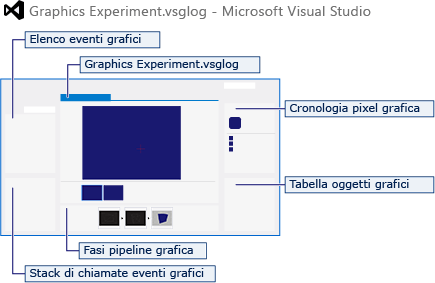 Graphics Experiment.vsglog - Microsoft Visual Studio
Elenco eventi grafici
Graphics Experiment.vsglog
Cronologia pixel grafica
Tabella oggetti grafici
Fasi pipeline grafica
Stack di chiamate eventi grafici